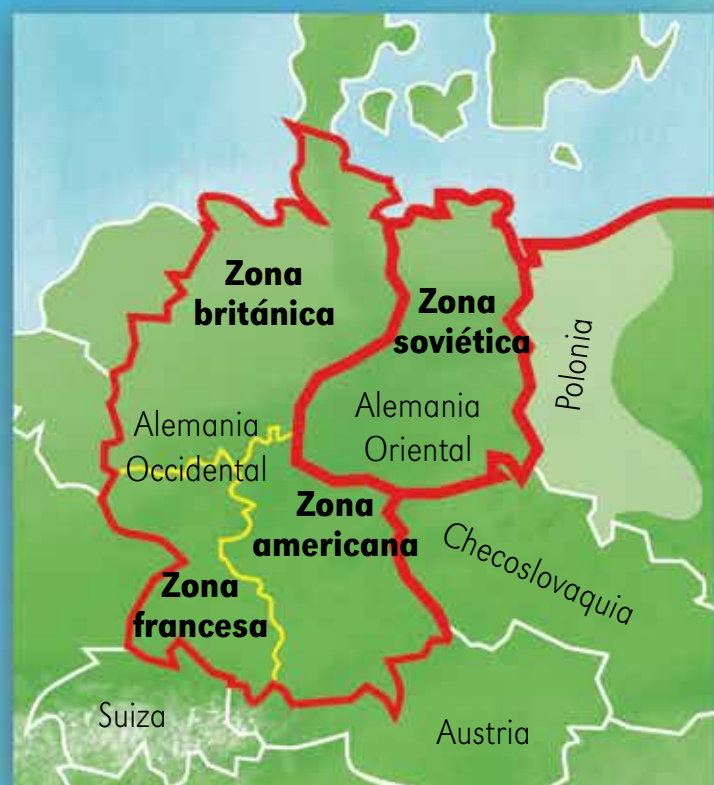 Zona
británica
Zona
soviética
Polonia
Alemania
Occidental
Alemania
Oriental
Zona
americana
Checoslovaquia
Zona
francesa
Suiza
Austria